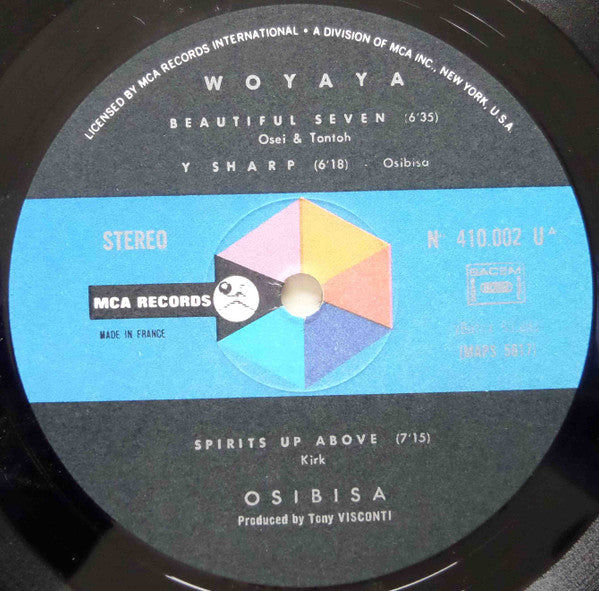 LICENSED BY MCA RECORDS INTERNATIONAL • A DIVISION OF MCA INC., NEW YORK, U.S.A.
WOYAYA
BEAUTIFUL SEVEN (6'35)
Osei & Tontoh
Y SHARP (6'18) . Osibisa
STEREO
N° 410.002 UA
SACEM
MCA RECORDS
MADE IN FRANCE
SPIRITS UP ABOVE (7'15)
Kirk
OSIBISA
Produced by Tony VISCONTI